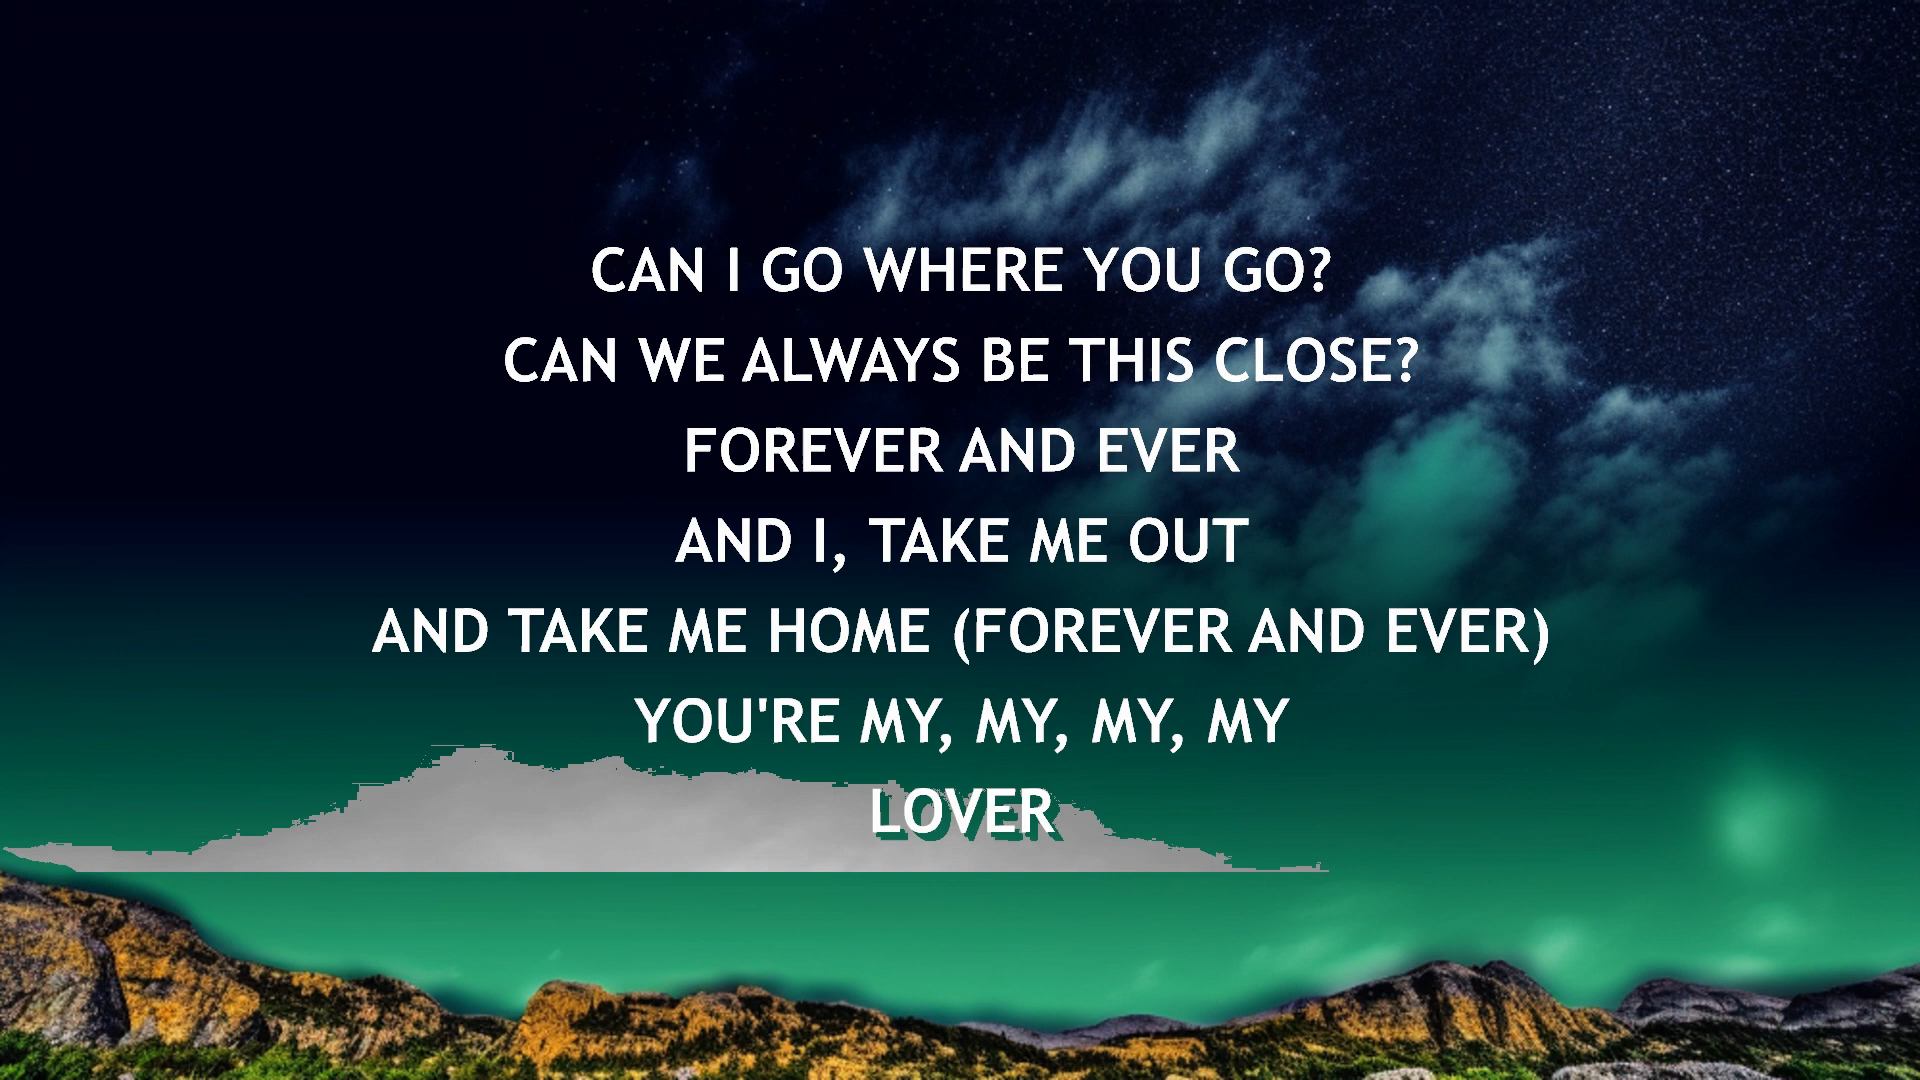 CAN I GO WHERE YOU GO?
CAN WE ALWAYS BE THIS CLOSE?
FOREVER AND EVER
AND I, TAKE ME OUT
AND TAKE ME HOME (FOREVER AND EVER)
YOU'RE MY, MY, MY, MY
LOVER